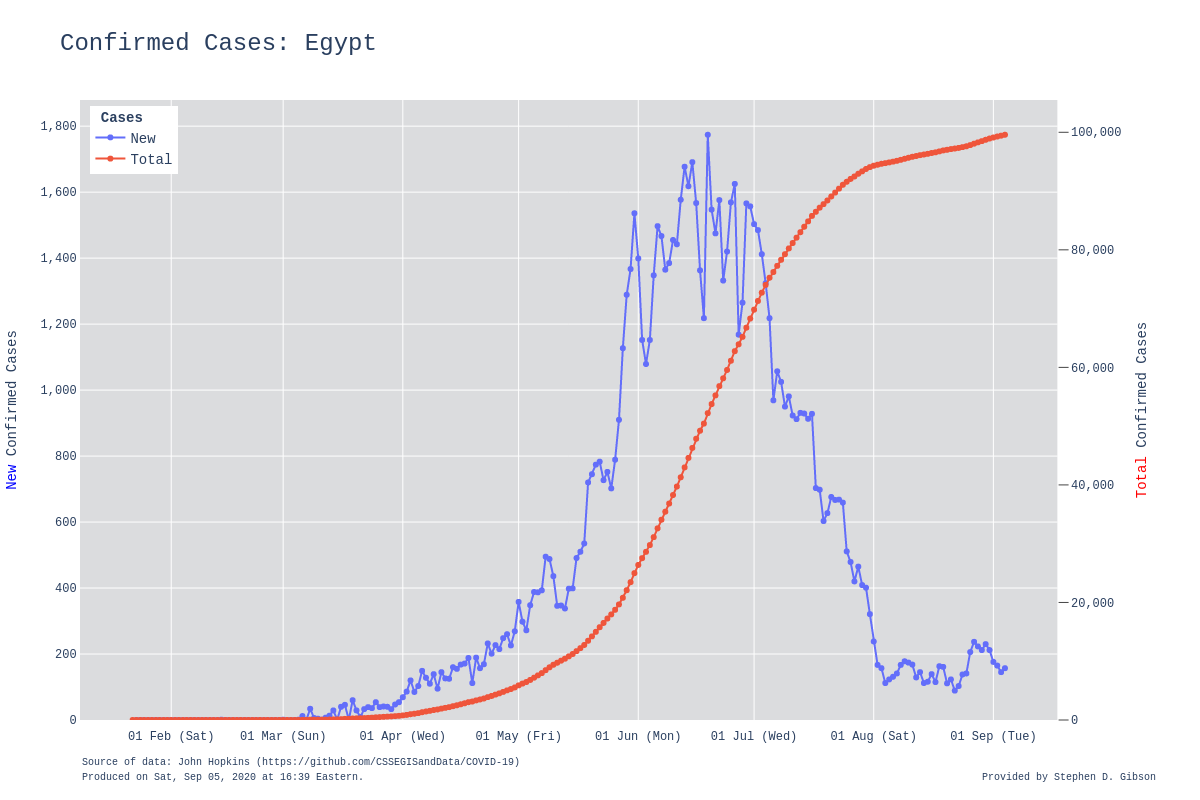 Confirmed Cases: Egypt
Cases
New
Total
1,800
1,600
1,400
1,200
1,000
800
600
400
200
0
New Confirmed Cases
100,000
80,000
60,000
40,000
20,000
0
Total Confirmed Cases
01 Feb (Sat) 01 Mar (Sun) 01 Apr (Wed) 01 May (Fri) 01 Jun (Mon) 01 Jul (Wed) 01 Aug (Sat) 01 Sep (Tue)
Source of data: John Hopkins (https://github.com/CSSEGISandData/COVID-19)
Produced on Sat, Sep 05, 2020 at 16:39 Eastern.
Provided by Stephen D. Gibson